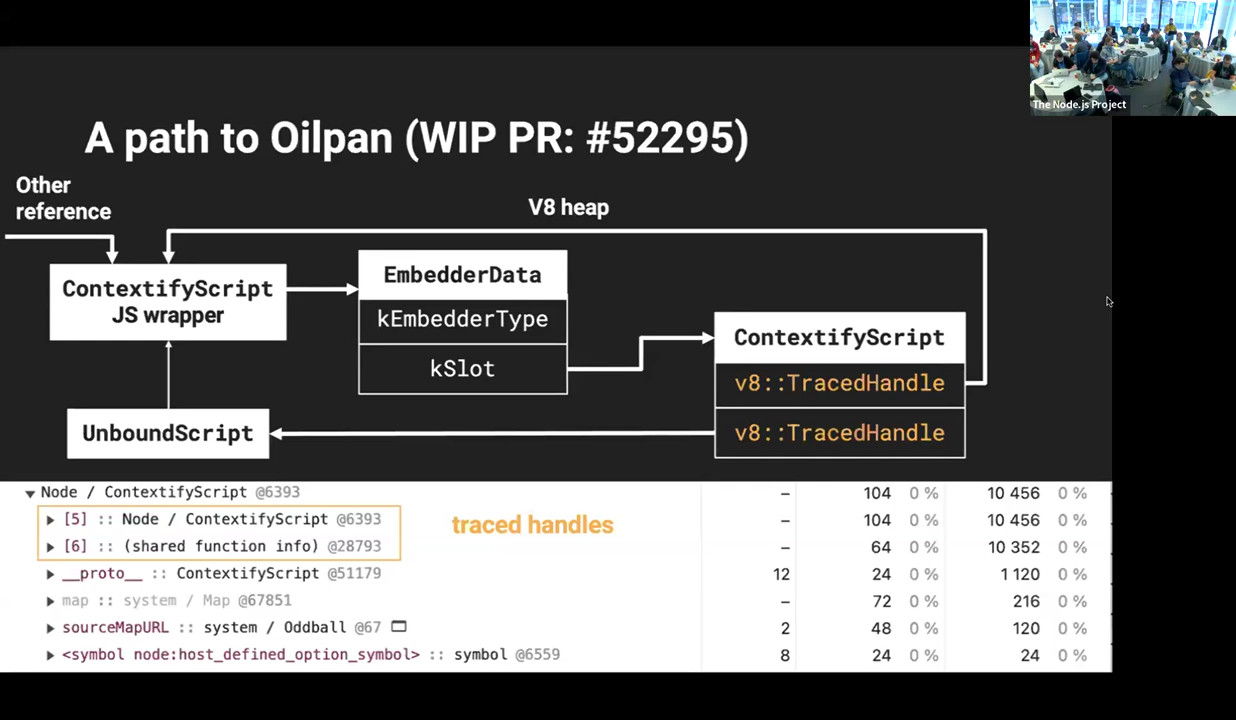 The Node.js Project
A path to Oilpan (WIP PR: #52295)
Other
reference
V8 heap
ContextifyScript
JS wrapper
EmbedderData
kEmbedderType
kSlot
ContextifyScript
v8::TracedHandle
v8::TracedHandle
UnboundScript
Node / ContextifyScript @6393 – 104 0 % 10 456 0 %
[5] :: Node / ContextifyScript @6393 – 104 0 % 10 456 0 %
traced handles
[6] :: (shared function info) @28793 – 64 0 % 10 352 0 %
__proto__ :: ContextifyScript @51179 12 24 0 % 1 120 0 %
map :: system / Map @67851 – 72 0 % 216 0 %
sourceMapURL :: system / Oddball @67 2 48 0 % 120 0 %
<symbol node:host_defined_option_symbol> :: symbol @6559 8 24 0 % 24 0 %